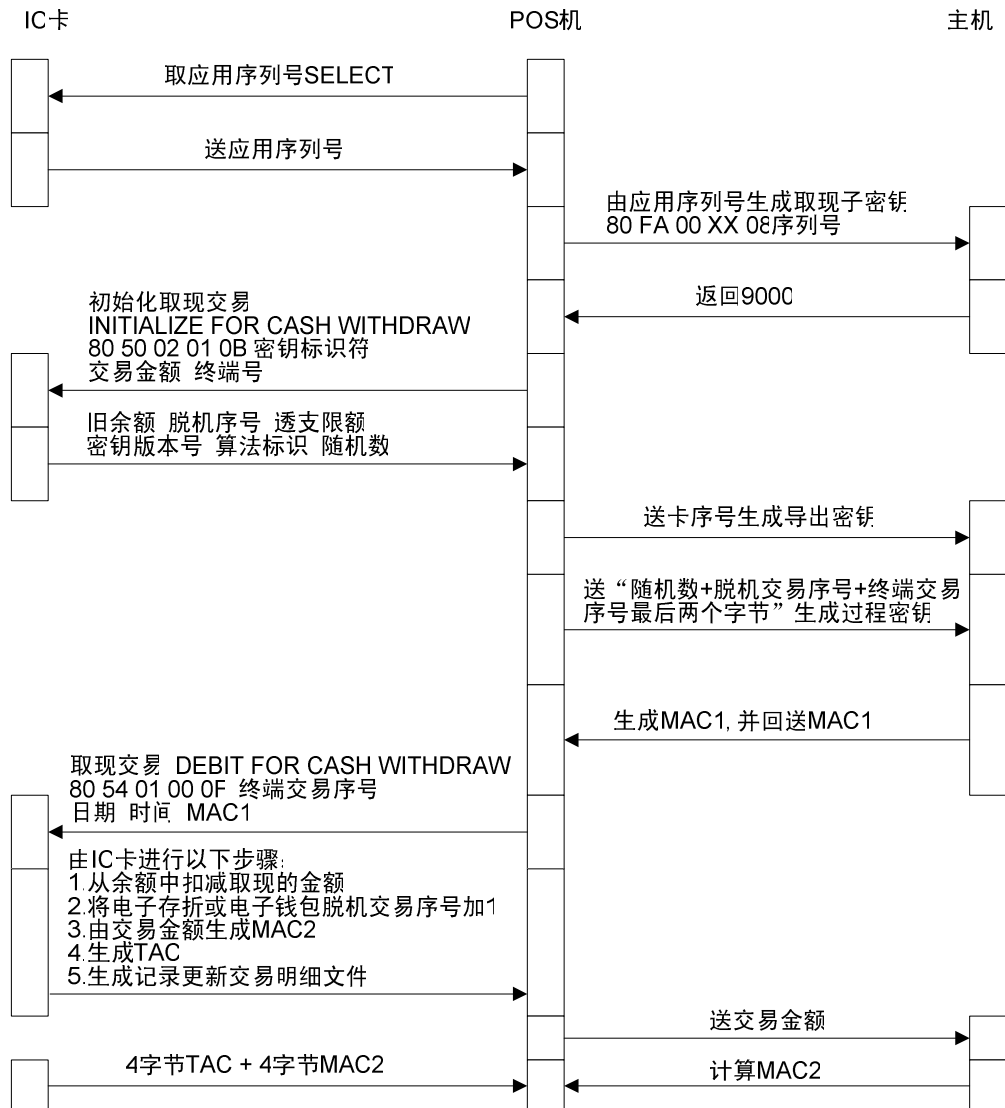 IC卡
POS机
主机
取应用序列号SELECT
送应用序列号
由应用序列号生成取现子密钥
80 FA 00 XX 08序列号
返回9000
初始化取现交易
INITIALIZE FOR CASH WITHDRAW
80 50 02 01 0B 密钥标识符
交易金额 终端号
旧余额 脱机序号 透支限额
密钥版本号 算法标识 随机数
送卡序号生成导出密钥
送“随机数+脱机交易序号+终端交易
序号最后两个字节”生成过程密钥
生成MAC1, 并回送MAC1
取现交易 DEBIT FOR CASH WITHDRAW
80 54 01 00 0F 终端交易序号
日期 时间 MAC1
由IC卡进行以下步骤:
1.从余额中扣减取现的金额
2.将电子存折或电子钱包脱机交易序号加1
3.由交易金额生成MAC2
4.生成TAC
5.生成记录更新交易明细文件
送交易金额
4字节TAC + 4字节MAC2
计算MAC2